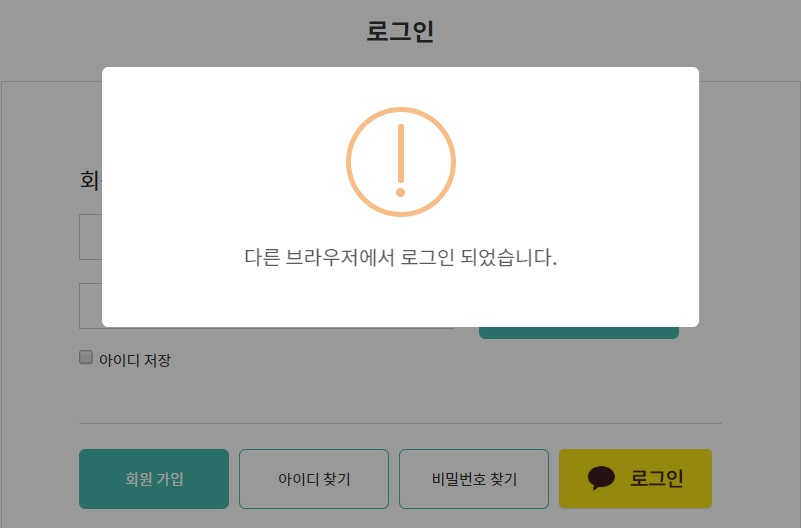 로그인
회
다른 브라우저에서 로그인 되었습니다.
아이디 저장
회원 가입
아이디 찾기
비밀번호 찾기
로그인